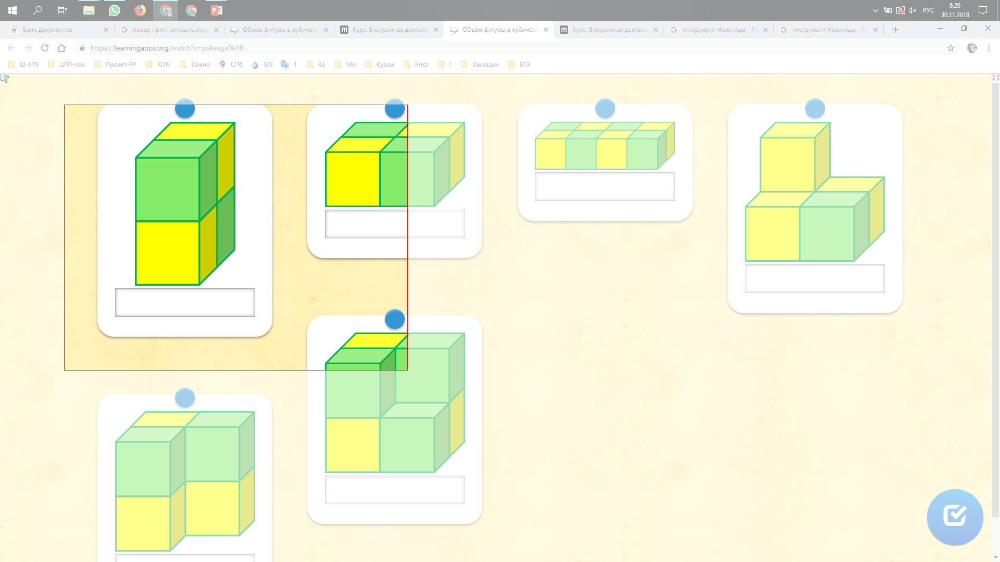 РУС
8:29
30.11.2018
Банк документов
повер принт открыть стра
Объём фигуры в кубическ
Курс: Внеурочная деятель
Объём фигуры в кубическ
Курс: Внеурочная деятель
инструмент Ножницы - По
инструмент Ножницы - По
https://learningapps.org/watch?v=pskesga9k18
Ш-619
ЦРП-лок
Проект-РР
KON
Важно
СПб
GIS
T
AE
Me
Курсы
Prezi
!
Закладки
ЕГЭ